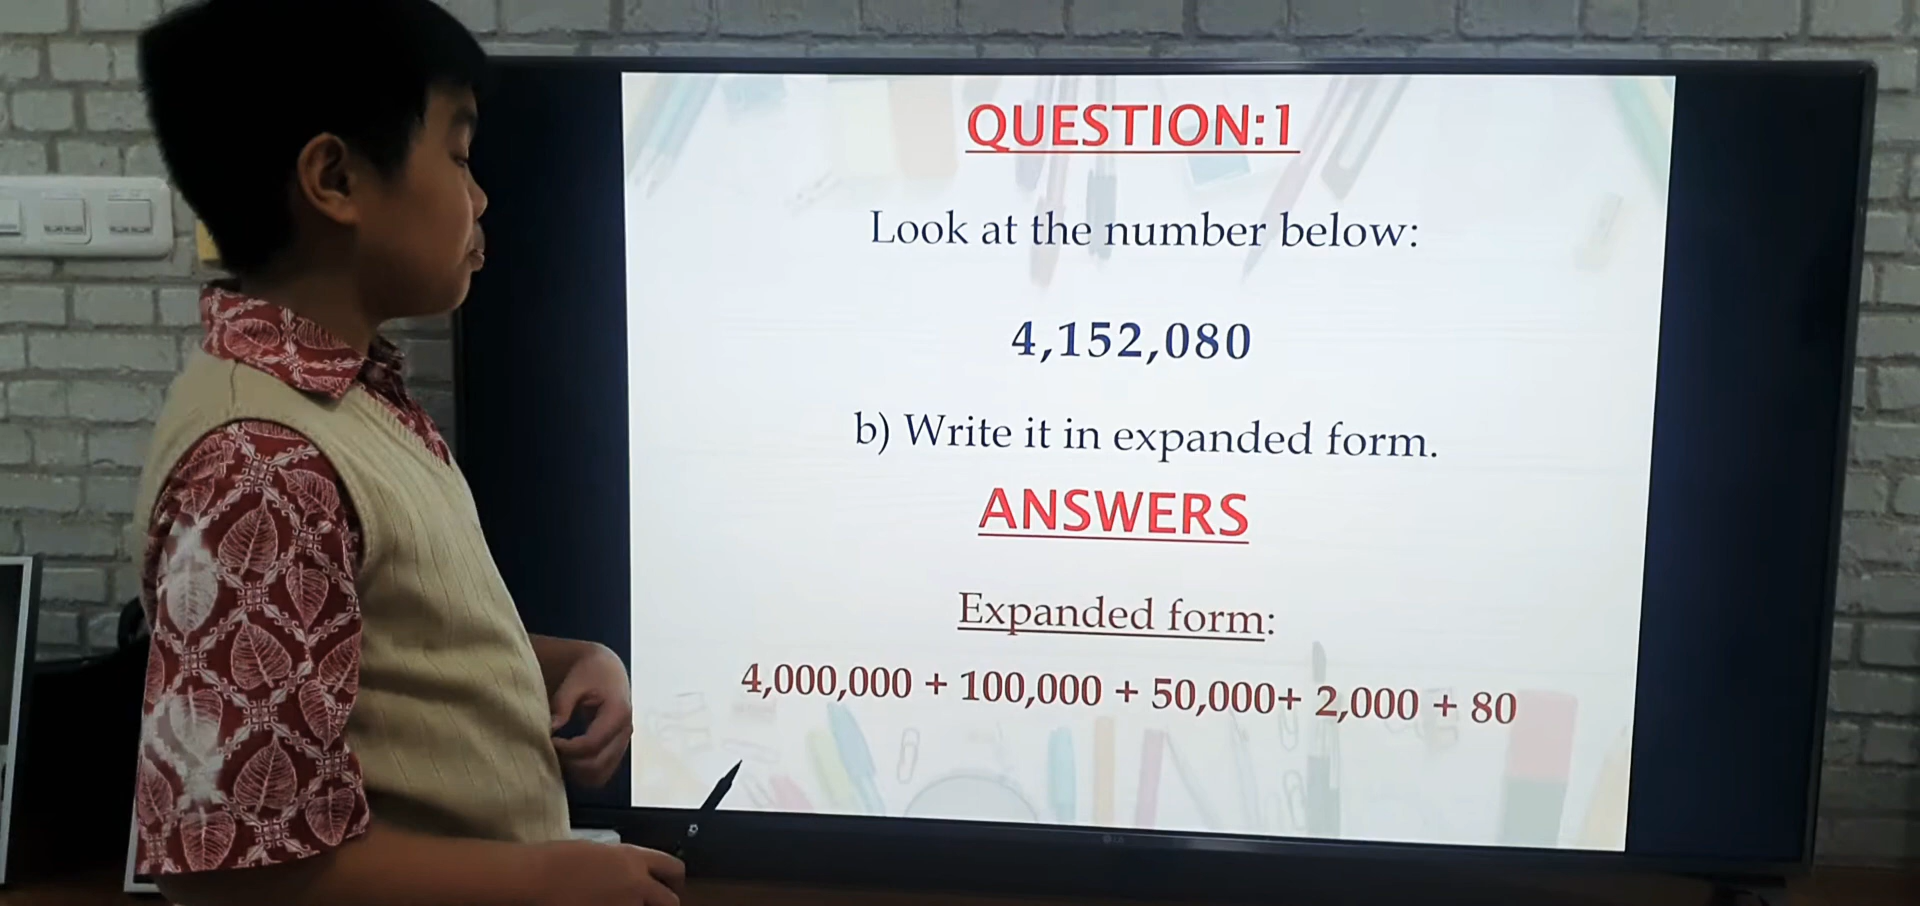 QUESTION:1
Look at the number below:
4,152,080
b) Write it in expanded form.
ANSWERS
Expanded form:
4,000,000 + 100,000 + 50,000+ 2,000 + 80